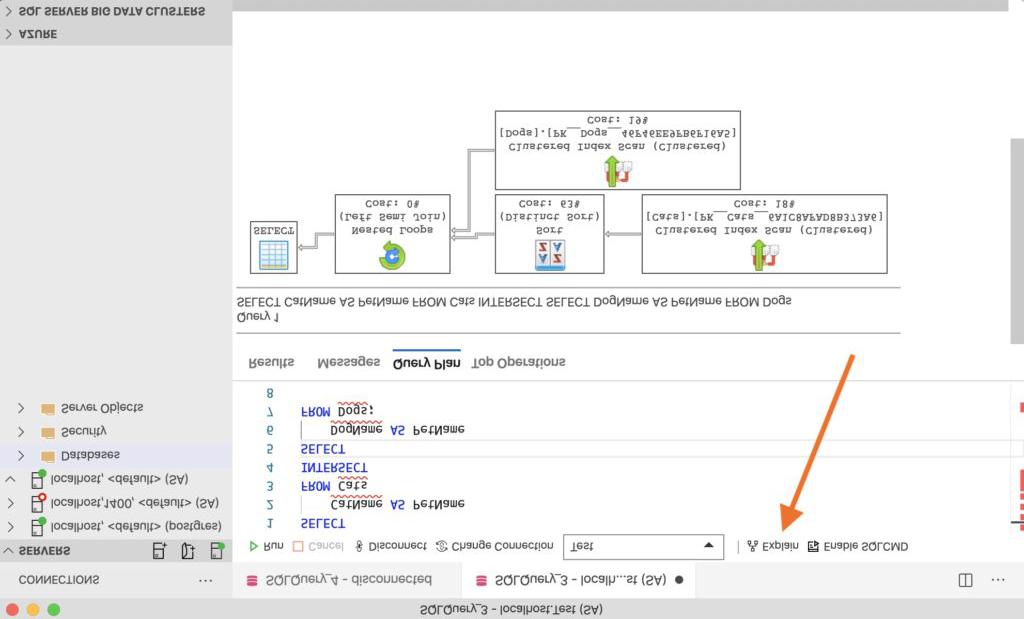 SQLQuery_3 - localhost.Test (SA)
CONNECTIONS
SERVERS
localhost, <default> (postgres)
localhost,1400, <default> (SA)
localhost, <default> (SA)
Databases
Security
Server Objects
AZURE
SQL SERVER BIG DATA CLUSTERS
SQLQuery_4 - disconnected
SQLQuery_3 - localh...st (SA)
Run Cancel Disconnect Change Connection Test Explain Enable SQLCMD
1 SELECT
2 CatName AS PetName
3 FROM Cats
4 INTERSECT
5 SELECT
6 DogName AS PetName
7 FROM Dogs;
8
Results Messages Query Plan Top Operations
Query 1
SELECT CatName AS PetName FROM Cats INTERSECT SELECT DogName AS PetName FROM Dogs
SELECT
Nested Loops
(Left Semi Join)
Cost: 0%
Sort
(Distinct Sort)
Cost: 63%
Clustered Index Scan (Clustered)
[Cats].[PK__Cats__6A1C8AFAD8B373A6]
Cost: 18%
Clustered Index Scan (Clustered)
[Dogs].[PK__Dogs__46F46EE9FB6F16A5]
Cost: 19%